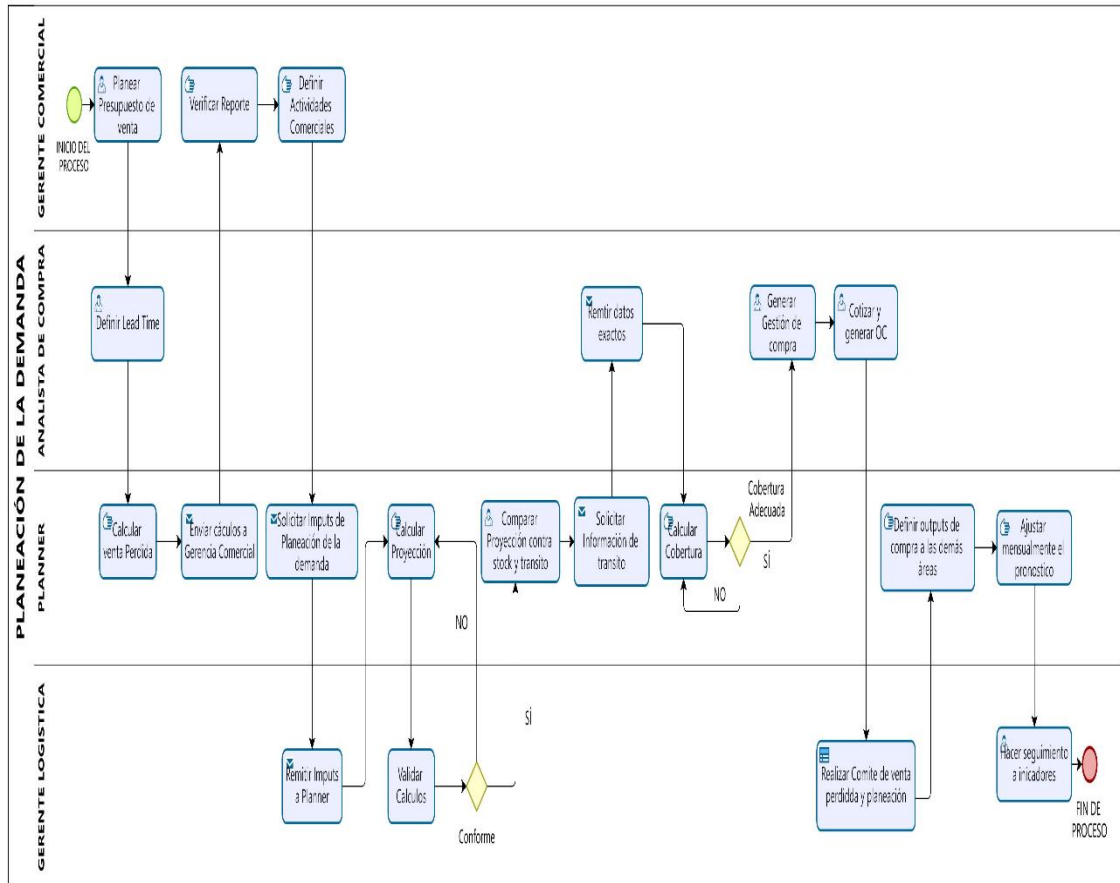 PLANEACIÓN DE LA DEMANDA
GERENTE COMERCIAL
INICIO DEL
PROCESO
Planear
Presupuesto de
venta
Verificar Reporte
Definir
Actividades
Comerciales
ANALISTA DE COMPRA
Definir Lead Time
Remtir datos
exactos
Generar
Gestión de
compra
Cotizar y
generar OC
PLANNER
Calcular
venta Perdida
Enviar cáculos a
Gerencia Comercial
Solicitar Imputs de
Planeación de la
demanda
Calcular
Proyección
NO
Comparar
Proyección contra
stock y transito
Solicitar
Información de
transito
Calcular
Cobertura
Cobertura
Adecuada
SÍ
NO
Definir outputs de
compra a las demás
áreas
Ajustar
mensualmente el
pronostico
GERENTE LOGISTICA
Remitir Imputs
a Planner
Validar
Calculos
Conforme
SÍ
Realizar Comite de venta
perdidda y planeación
Hacer seguimiento
a inicadores
FIN DE
PROCESO